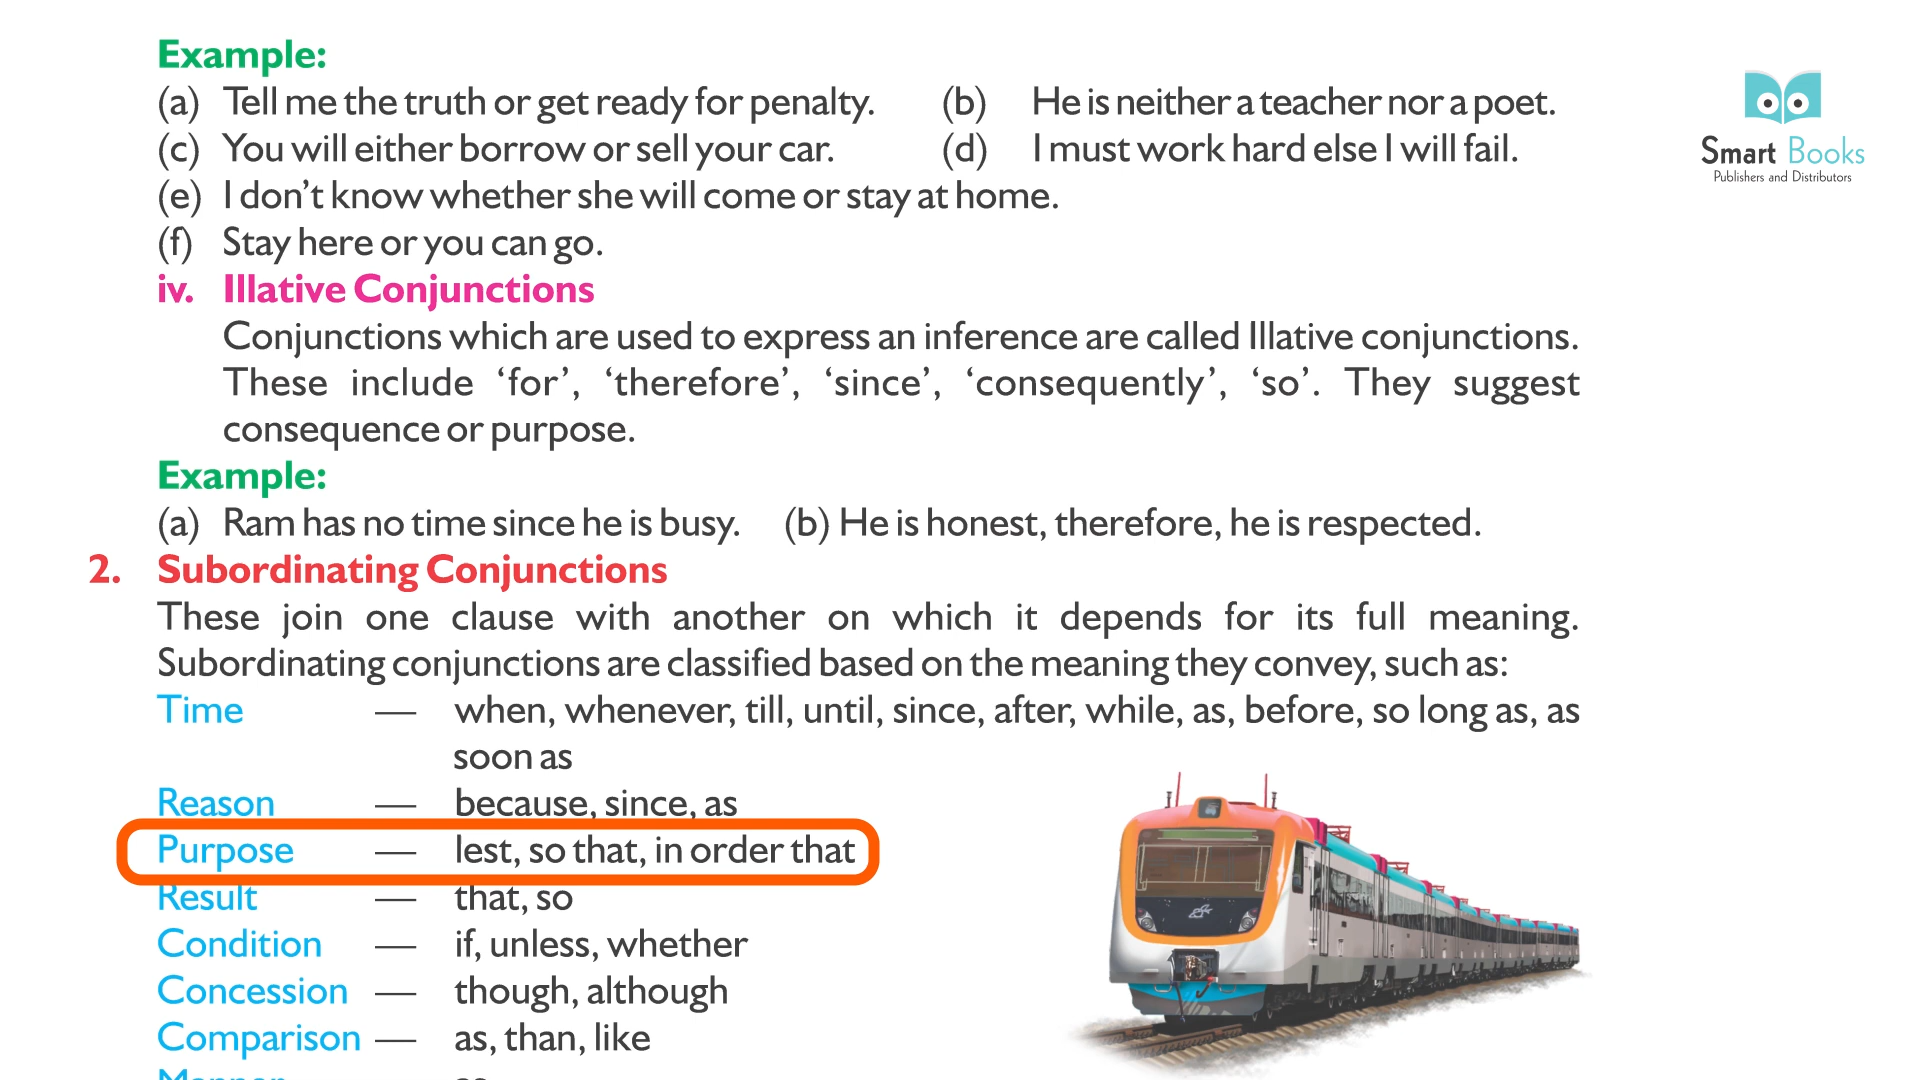 Example:
(a) Tell me the truth or get ready for penalty. (b) He is neither a teacher nor a poet.
(c) You will either borrow or sell your car. (d) I must work hard else I will fail.
(e) I don’t know whether she will come or stay at home.
(f) Stay here or you can go.
iv. Illative Conjunctions
Conjunctions which are used to express an inference are called Illative conjunctions.
These include ‘for’, ‘therefore’, ‘since’, ‘consequently’, ‘so’. They suggest
consequence or purpose.
Example:
(a) Ram has no time since he is busy. (b) He is honest, therefore, he is respected.
2. Subordinating Conjunctions
These join one clause with another on which it depends for its full meaning.
Subordinating conjunctions are classified based on the meaning they convey, such as:
Time — when, whenever, till, until, since, after, while, as, before, so long as, as
soon as
Reason — because, since, as
Purpose — lest, so that, in order that
Result — that, so
Condition — if, unless, whether
Concession — though, although
Comparison — as, than, like
Smart Books
Publishers and Distributors